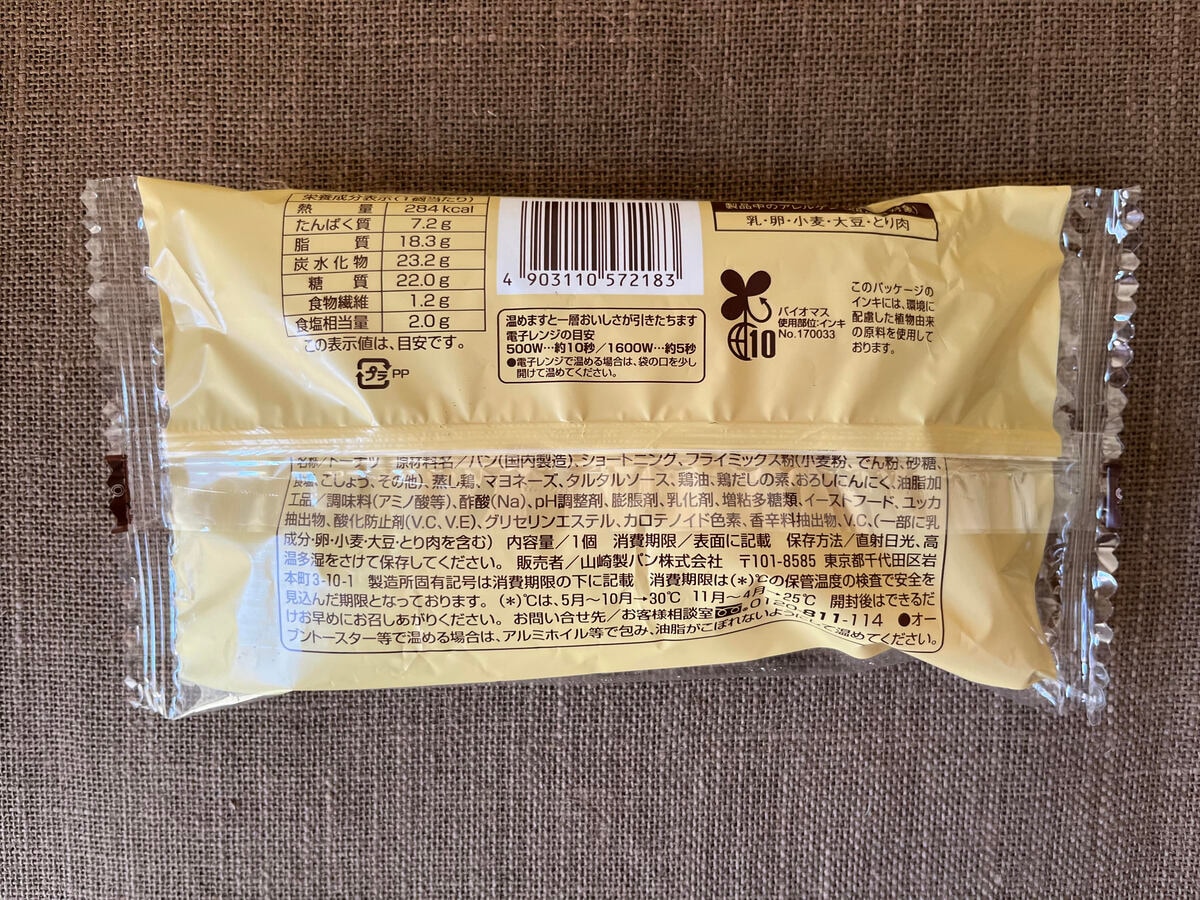 栄養成分表示(1個当たり)
熱量 284kcal
たんぱく質 7.2g
脂質 18.3g
炭水化物 23.2g
糖質 22.0g
食物繊維 1.2g
食塩相当量 2.0g
この表示値は、目安です。
プラ PP
4 903110 572183
温めますと一層おいしさが引きたちます
電子レンジの目安
500W…約10秒/1600W…約5秒
●電子レンジで温める場合は、袋の口を少し
開けて温めてください。
製品中のアレルゲン
乳・卵・小麦・大豆・とり肉
10
バイオマス
使用部位:インキ
No.170033
このパッケージの
インキには、環境に
配慮した植物由来
の原料を使用して
おります。
名称/ドーナツ 原材料名/パン(国内製造)、ショートニング、フライミックス粉(小麦粉、でん粉、砂糖、
食塩、こしょう、その他)、蒸し鶏、マヨネーズ、タルタルソース、鶏油、鶏だしの素、おろしにんにく、油脂加
工品/調味料(アミノ酸等)、酢酸(Na)、pH調整剤、膨脹剤、乳化剤、増粘多糖類、イーストフード、ユッカ
抽出物、酸化防止剤(V.C、V.E)、グリセリンエステル、カロテノイド色素、香辛料抽出物、V.C、(一部に乳
成分・卵・小麦・大豆・とり肉を含む) 内容量/1個 消費期限/表面に記載 保存方法/直射日光、高
温多湿をさけて保存してください。 販売者/山崎製パン株式会社 〒101-8585 東京都千代田区岩
本町3-10-1 製造所固有記号は消費期限の下に記載 消費期限は(*)℃の保管温度の検査で安全を
見込んだ期限となっております。(*)℃は、5月〜10月→30℃ 11月〜4月→25℃ 開封後はできるだ
けお早めにお召しあがりください。 お問い合せ先/お客様相談室 0120-811-114 ●オー
ブントースター等で温める場合は、アルミホイル等で包み、油脂がこぼれないようにして温めてください。